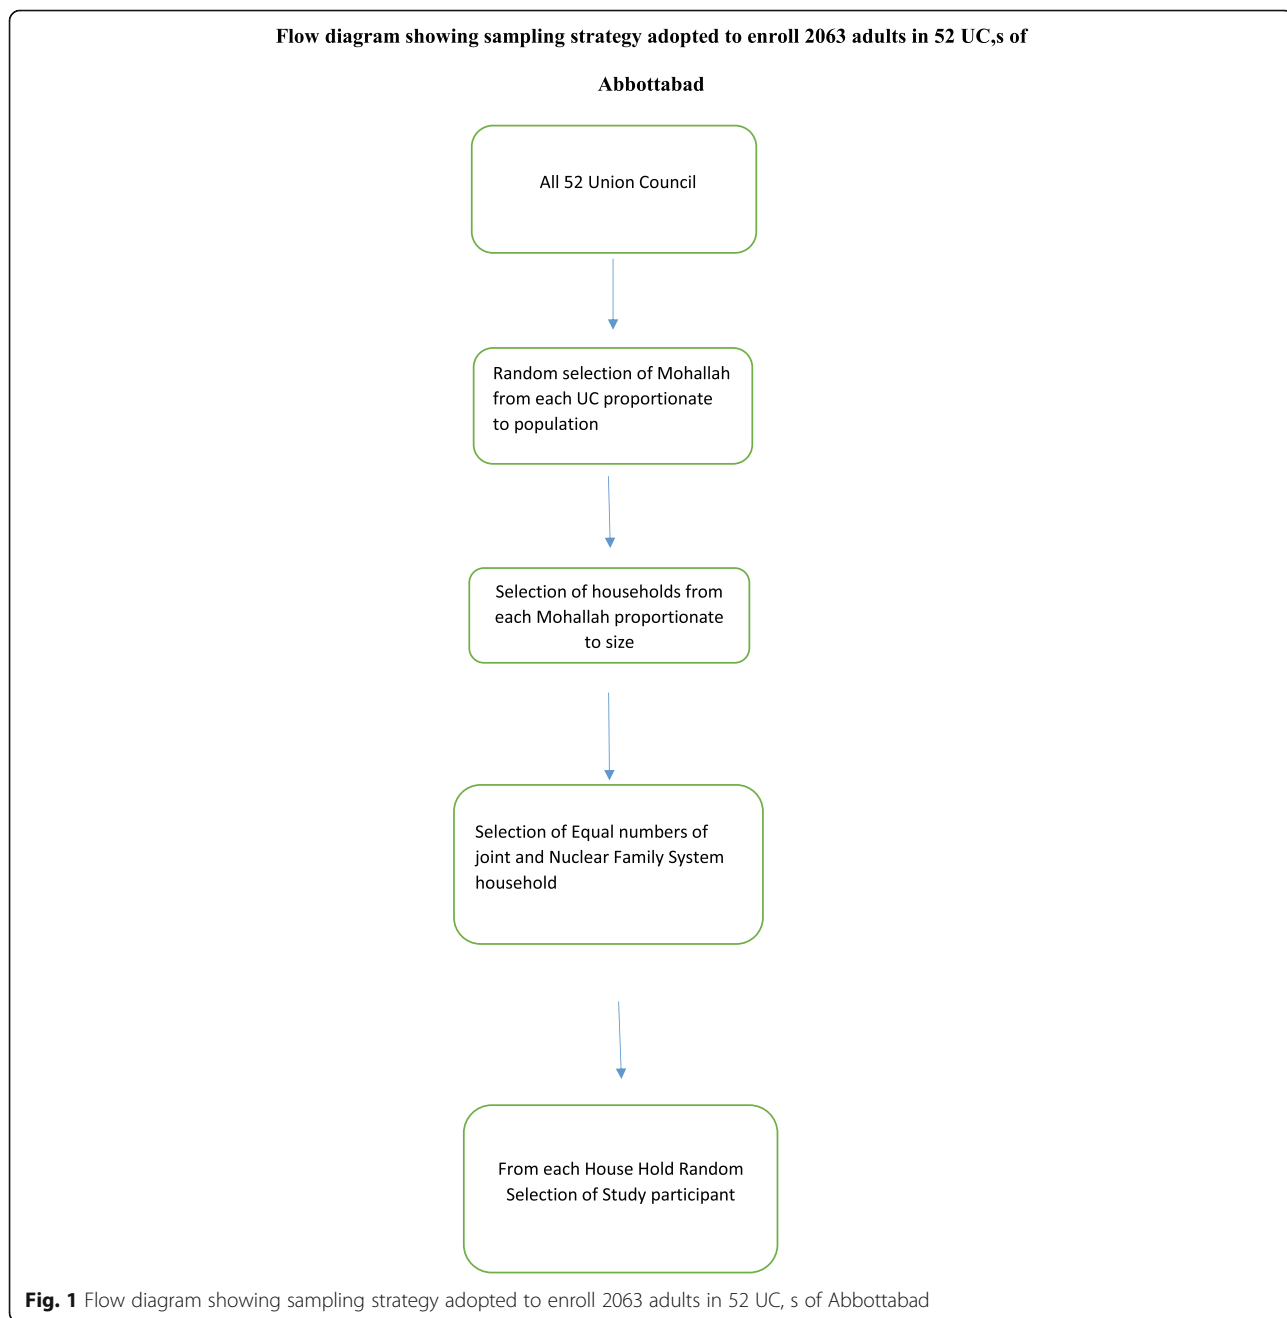 Flow diagram showing sampling strategy adopted to enroll 2063 adults in 52 UC,s of
Abbottabad
All 52 Union Council
Random selection of Mohallah
from each UC proportionate
to population
Selection of households from
each Mohallah proportionate
to size
Selection of Equal numbers of
joint and Nuclear Family System
household
From each House Hold Random
Selection of Study participant
Fig. 1 Flow diagram showing sampling strategy adopted to enroll 2063 adults in 52 UC, s of Abbottabad